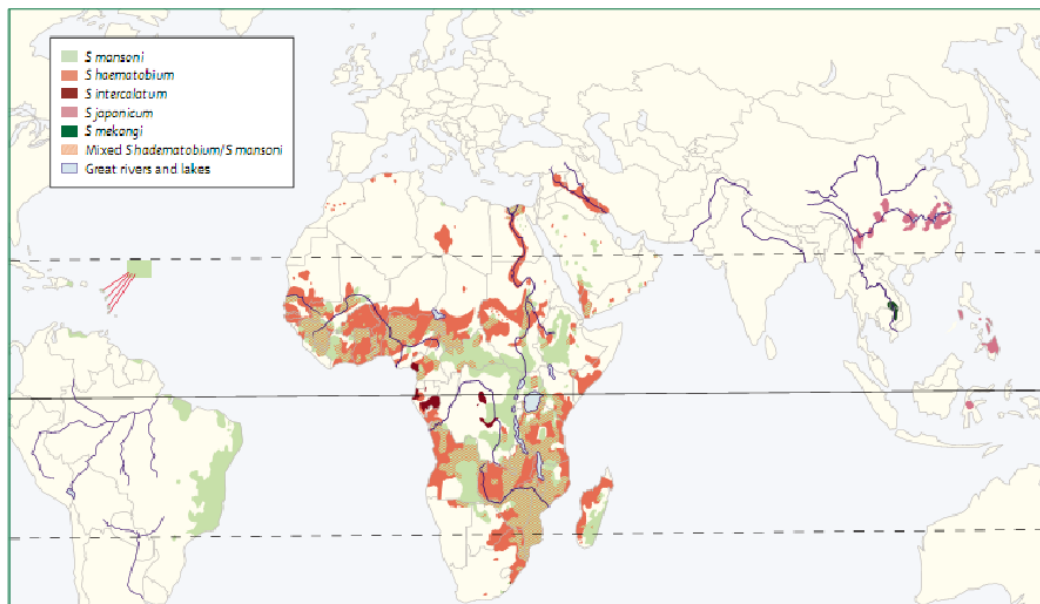 S mansoni
S haematobium
S intercalatum
S japonicum
S mekongi
Mixed S hadematobium/S mansoni
Great rivers and lakes